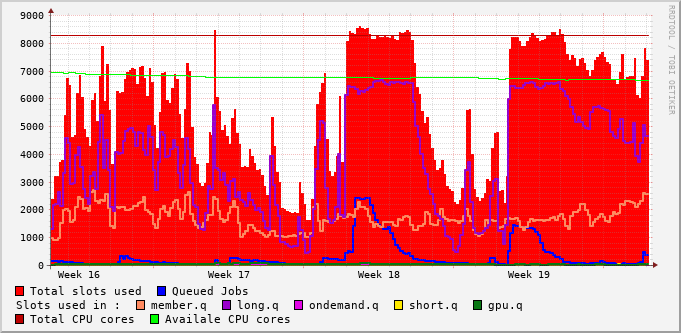 9000
8000
7000
6000
5000
4000
3000
2000
1000
0
Week 16 Week 17 Week 18 Week 19
RRDTOOL / TOBI OETIKER
Total slots used Queued Jobs
Slots used in : member.q long.q ondemand.q short.q gpu.q
Total CPU cores Availale CPU cores